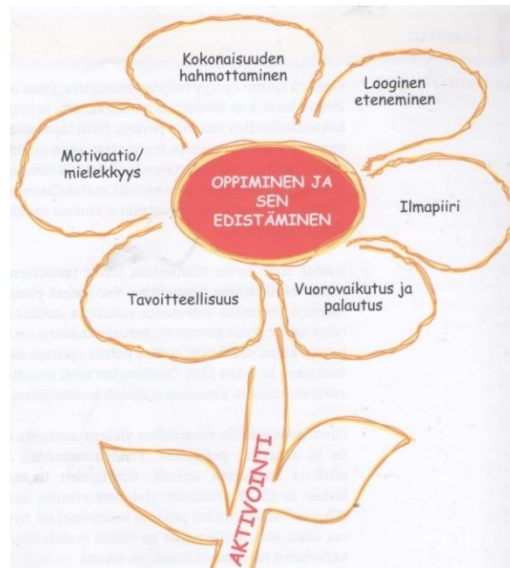 Kokonaisuuden
hahmottaminen
Looginen
eteneminen
Motivaatio/
mielekkyys
OPPIMINEN JA
SEN
EDISTÄMINEN
Ilmapiiri
Tavoitteellisuus
Vuorovaikutus ja
palautus
AKTIVOINTI